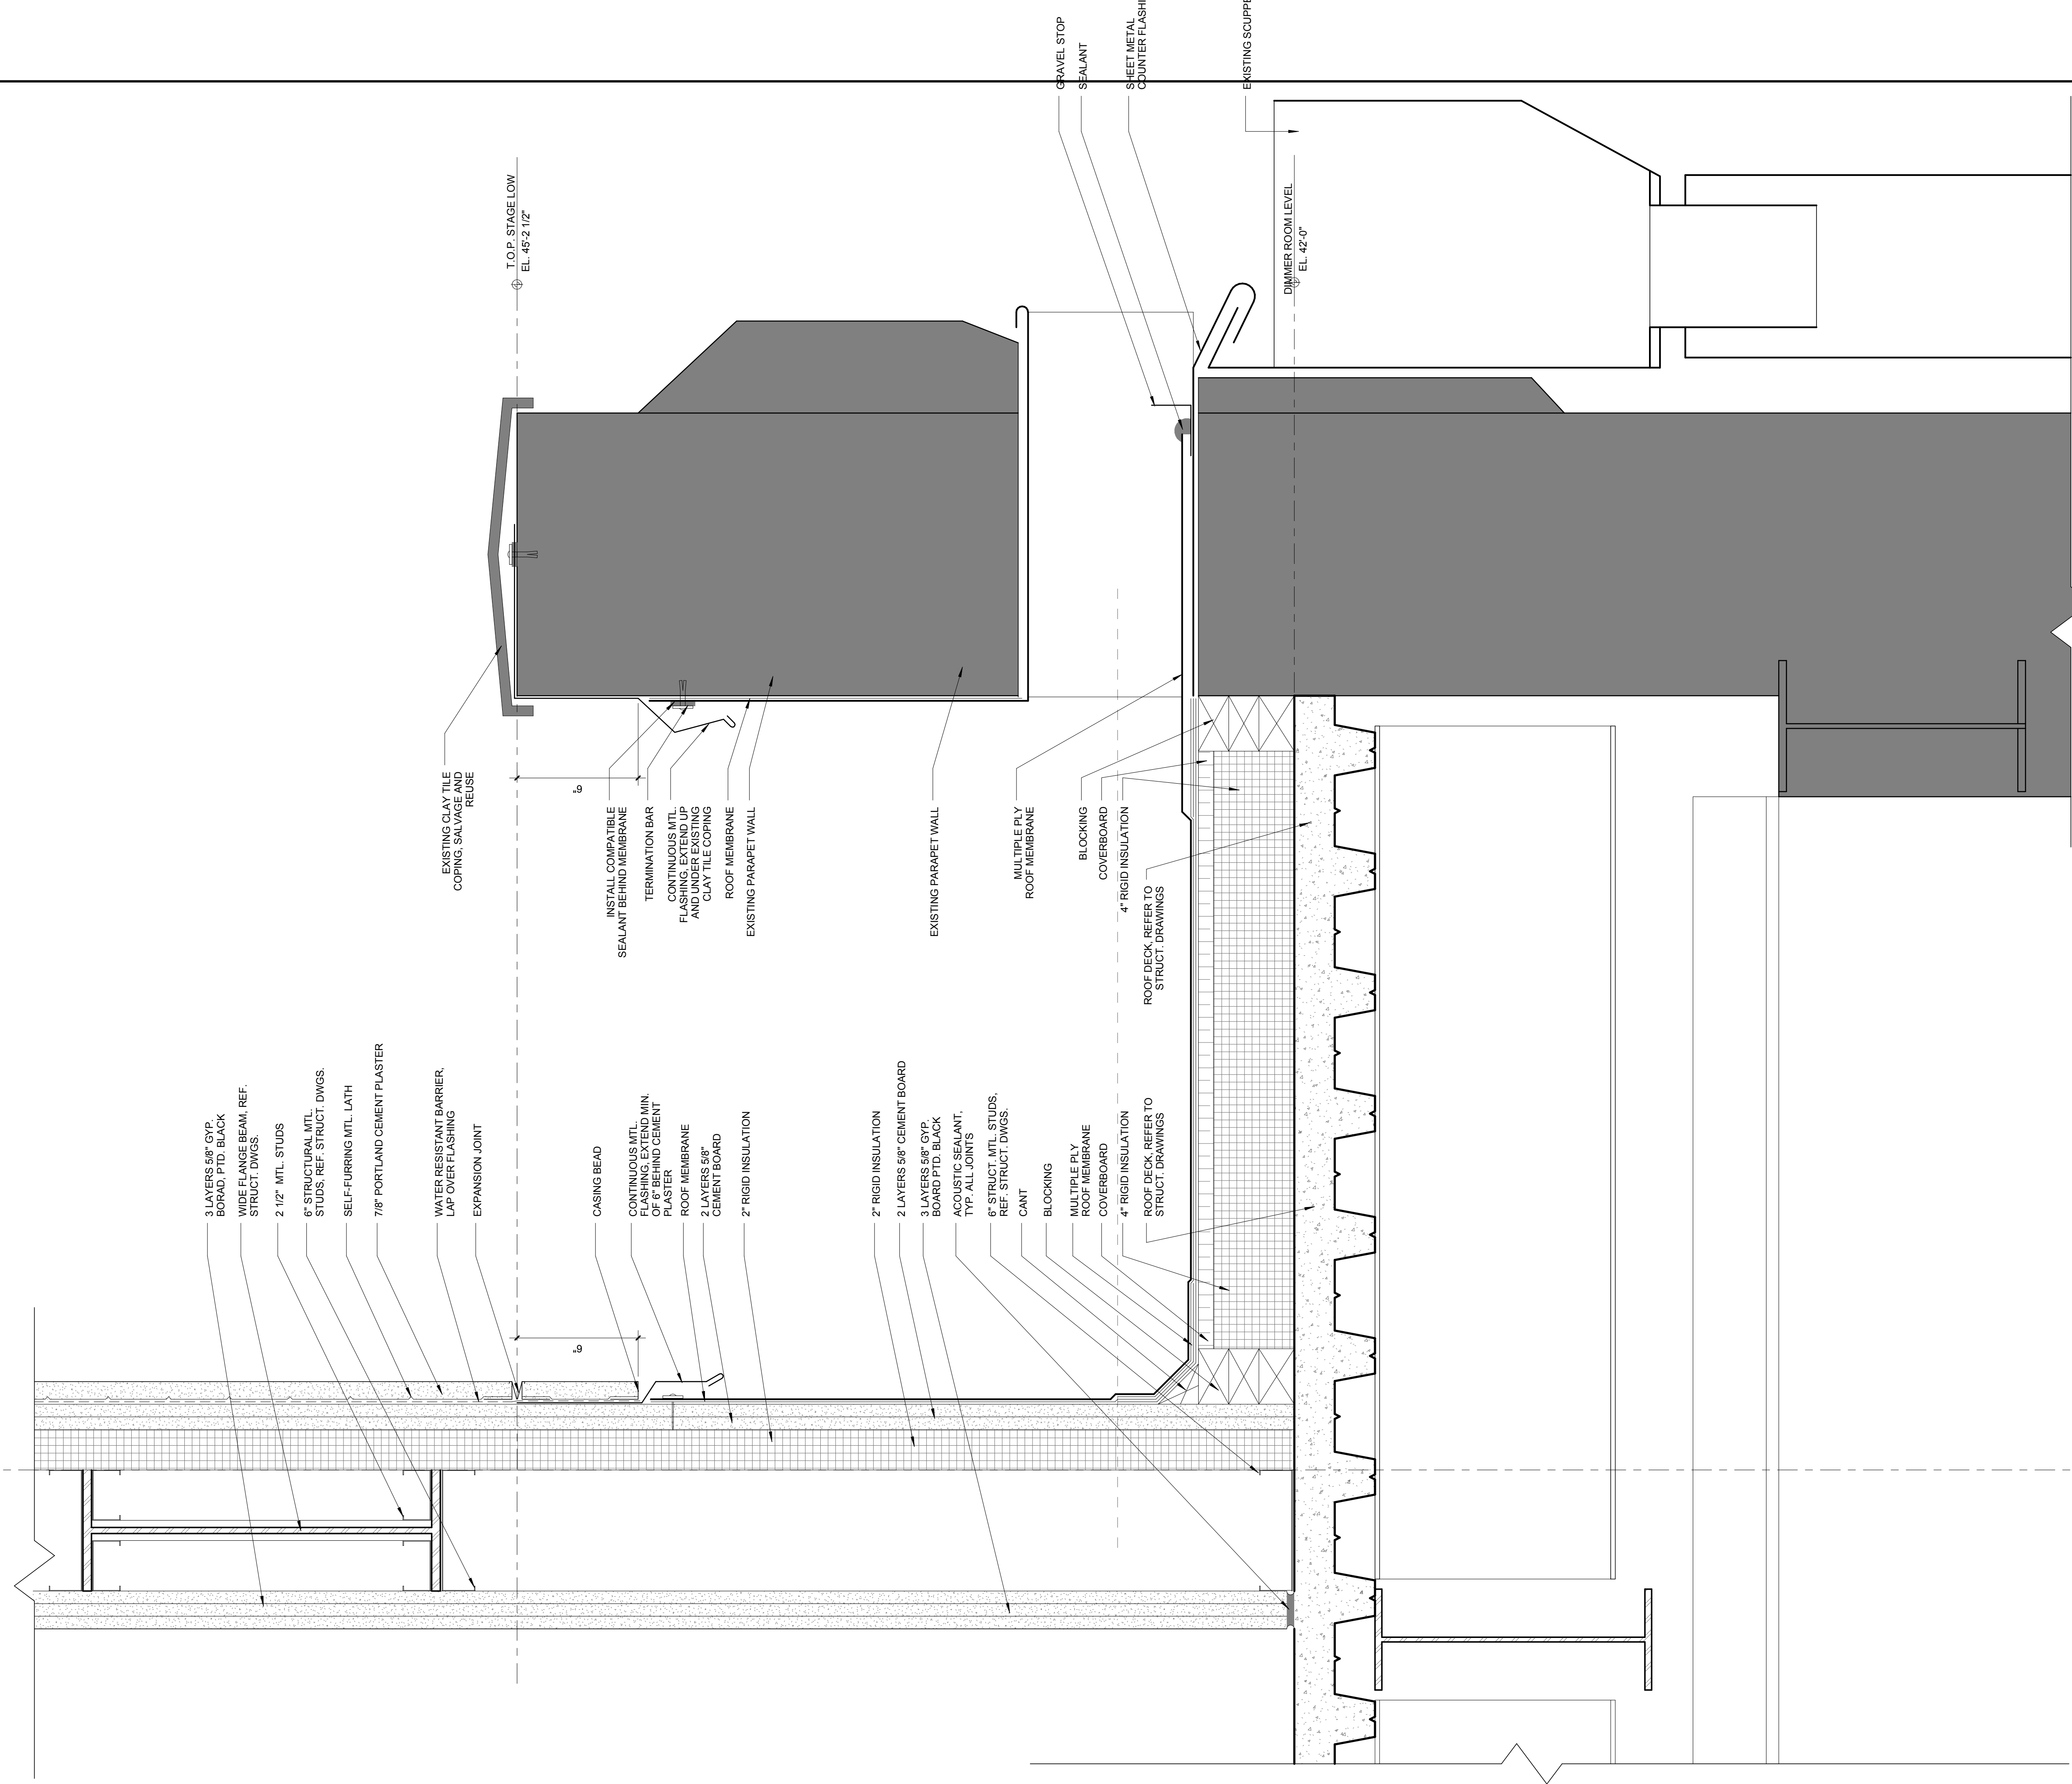 GRAVEL STOP
SEALANT
SHEET METAL
COUNTER FLASHI
EXISTING SCUPPE
T.O.P. STAGE LOW
EL. 45'-2 1/2"
DIMMER ROOM LEVEL
EL. 42'-0"
EXISTING CLAY TILE
COPING, SALVAGE AND
REUSE
6"
INSTALL COMPATIBLE
SEALANT BEHIND MEMBRANE
TERMINATION BAR
CONTINUOUS MTL.
FLASHING, EXTEND UP
AND UNDER EXISTING
CLAY TILE COPING
ROOF MEMBRANE
EXISTING PARAPET WALL
EXISTING PARAPET WALL
MULTIPLE PLY
ROOF MEMBRANE
BLOCKING
COVERBOARD
4" RIGID INSULATION
ROOF DECK, REFER TO
STRUCT. DRAWINGS
3 LAYERS 5/8" GYP.
BORAD, PTD. BLACK
WIDE FLANGE BEAM, REF.
STRUCT. DWGS.
2 1/2" MTL. STUDS
6" STRUCTURAL MTL.
STUDS, REF. STRUCT. DWGS.
SELF-FURRING MTL. LATH
7/8" PORTLAND CEMENT PLASTER
WATER RESISTANT BARRIER,
LAP OVER FLASHING
EXPANSION JOINT
6"
CASING BEAD
CONTINUOUS MTL.
FLASHING, EXTEND MIN.
OF 6" BEHIND CEMENT
PLASTER
ROOF MEMBRANE
2 LAYERS 5/8"
CEMENT BOARD
2" RIGID INSULATION
2" RIGID INSULATION
2 LAYERS 5/8" CEMENT BOARD
3 LAYERS 5/8" GYP.
BOARD PTD. BLACK
ACOUSTIC SEALANT,
TYP. ALL JOINTS
6" STRUCT. MTL. STUDS,
REF. STRUCT. DWGS.
CANT
BLOCKING
MULTIPLE PLY
ROOF MEMBRANE
COVERBOARD
4" RIGID INSULATION
ROOF DECK, REFER TO
STRUCT. DRAWINGS